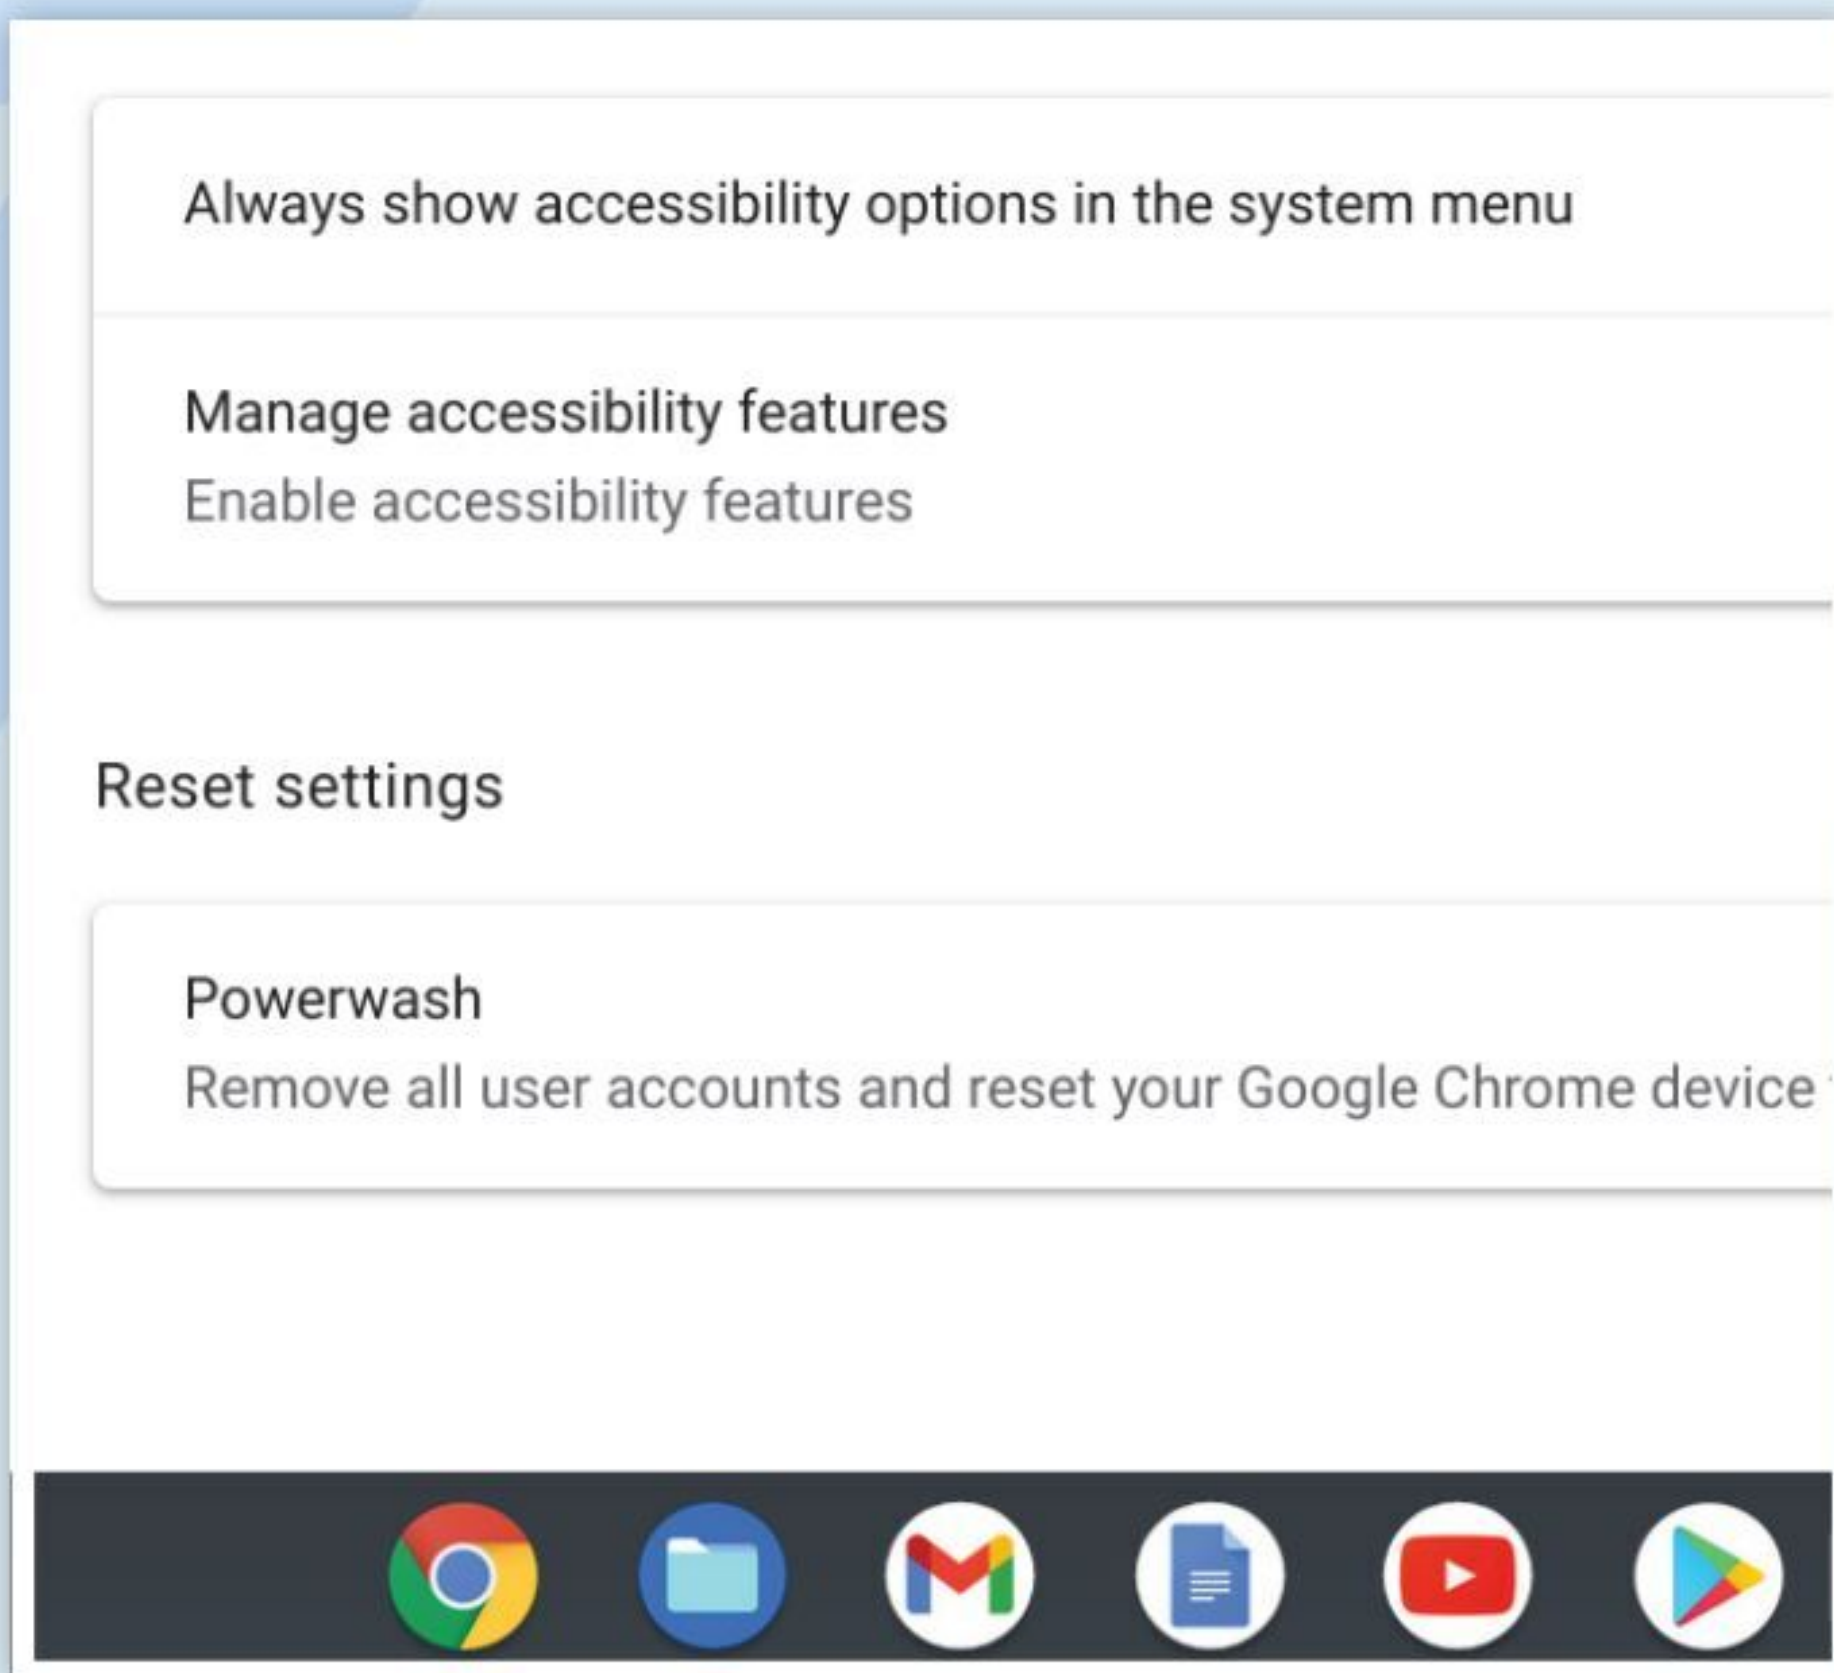 Always show accessibility options in the system menu
Manage accessibility features
Enable accessibility features
Reset settings
Powerwash
Remove all user accounts and reset your Google Chrome device